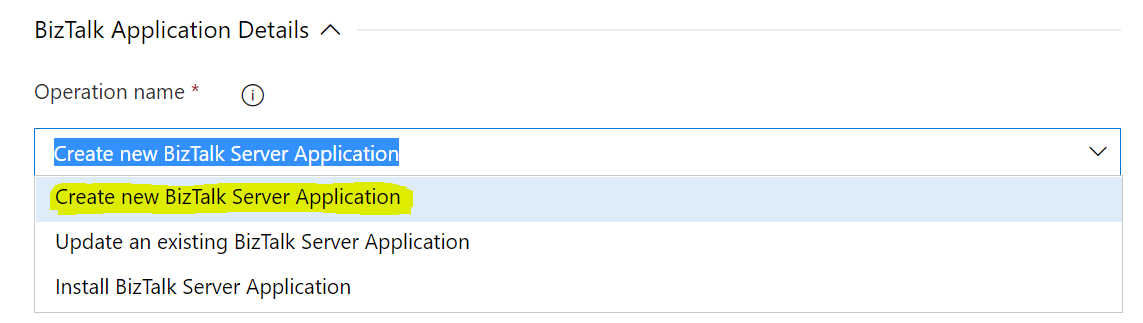 BizTalk Application Details
Operation name *
Create new BizTalk Server Application
Create new BizTalk Server Application
Update an existing BizTalk Server Application
Install BizTalk Server Application